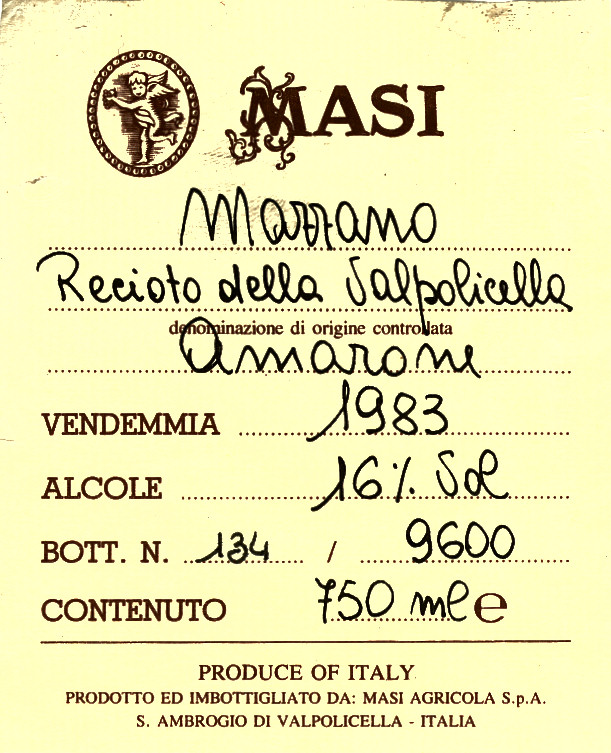 MASI
Mazzano
Recioto della Valpolicella
denominazione di origine controllata
Amarone
VENDEMMIA 1983
ALCOLE 16% Vol
BOTT. N. 134 / 9600
CONTENUTO 750 ml e
PRODUCE OF ITALY
PRODOTTO ED IMBOTTIGLIATO DA: MASI AGRICOLA S.p.A.
S. AMBROGIO DI VALPOLICELLA - ITALIA